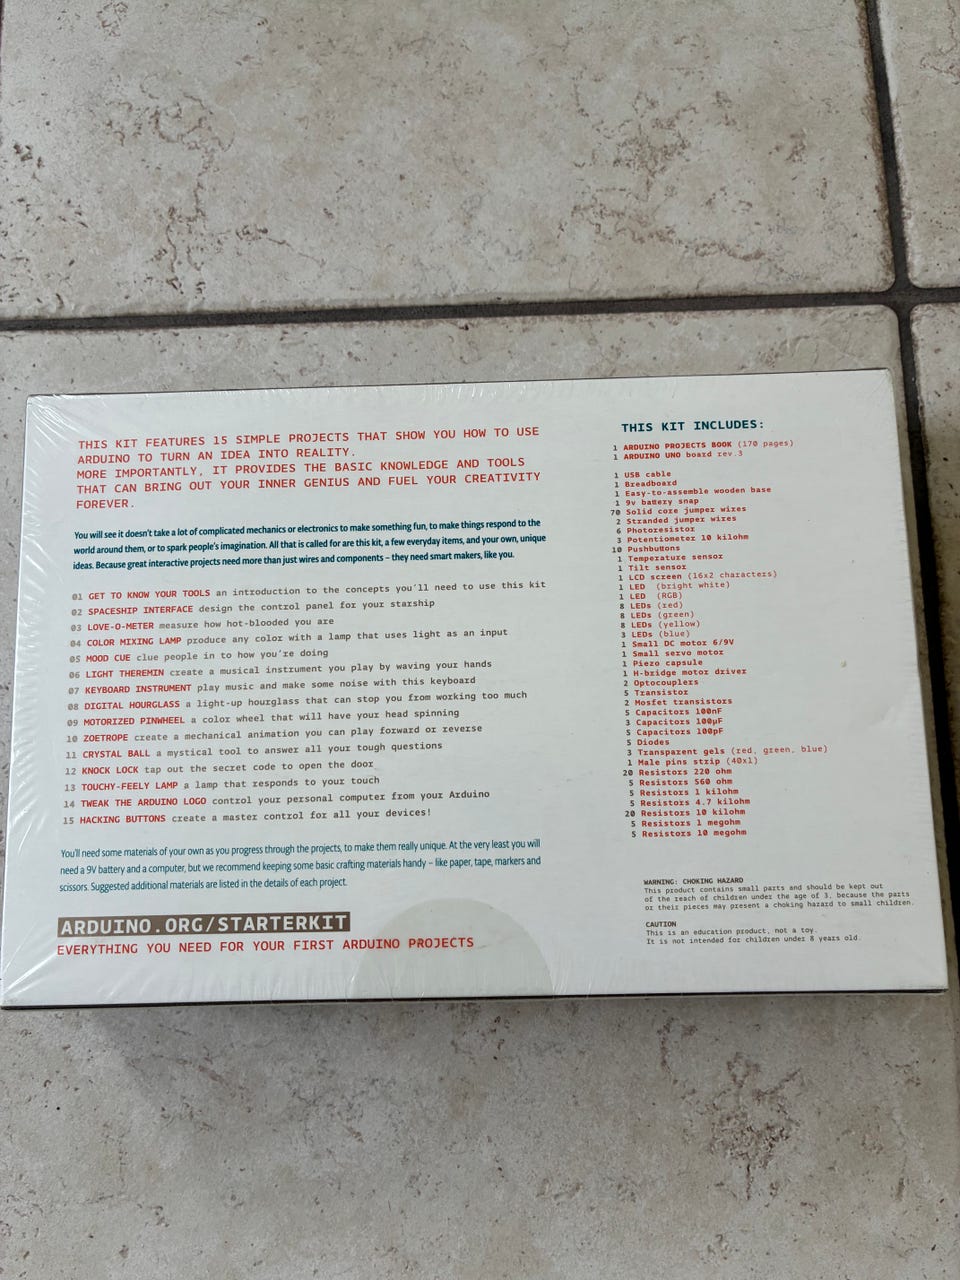 THIS KIT FEATURES 15 SIMPLE PROJECTS THAT SHOW YOU HOW TO USE
ARDUINO TO TURN AN IDEA INTO REALITY.
MORE IMPORTANTLY, IT PROVIDES THE BASIC KNOWLEDGE AND TOOLS
THAT CAN BRING OUT YOUR INNER GENIUS AND FUEL YOUR CREATIVITY
FOREVER.
You will see it doesn't take a lot of complicated mechanics or electronics to make something fun, to make things respond to the
world around them, or to spark people's imagination. All that is called for are this kit, a few everyday items, and your own, unique
ideas. Because great interactive projects need more than just wires and components – they need smart makers, like you.
01 GET TO KNOW YOUR TOOLS an introduction to the concepts you'll need to use this kit
02 SPACESHIP INTERFACE design the control panel for your starship
03 LOVE-O-METER measure how hot-blooded you are
04 COLOR MIXING LAMP produce any color with a lamp that uses light as an input
05 MOOD CUE clue people in to how you're doing
06 LIGHT THEREMIN create a musical instrument you play by waving your hands
07 KEYBOARD INSTRUMENT play music and make some noise with this keyboard
08 DIGITAL HOURGLASS a light-up hourglass that can stop you from working too much
09 MOTORIZED PINWHEEL a color wheel that will have your head spinning
10 ZOETROPE create a mechanical animation you can play forward or reverse
11 CRYSTAL BALL a mystical tool to answer all your tough questions
12 KNOCK LOCK tap out the secret code to open the door
13 TOUCHY-FEELY LAMP a lamp that responds to your touch
14 TWEAK THE ARDUINO LOGO control your personal computer from your Arduino
15 HACKING BUTTONS create a master control for all your devices!
You'll need some materials of your own as you progress through the projects, to make them really unique. At the very least you will
need a 9V battery and a computer, but we recommend keeping some basic crafting materials handy – like paper, tape, markers and
scissors. Suggested additional materials are listed in the details of each project.
ARDUINO.ORG/STARTERKIT
EVERYTHING YOU NEED FOR YOUR FIRST ARDUINO PROJECTS
THIS KIT INCLUDES:
1 ARDUINO PROJECTS BOOK (170 pages)
1 ARDUINO UNO board rev.3
1 USB cable
1 Breadboard
1 Easy-to-assemble wooden base
1 9v battery snap
70 Solid core jumper wires
2 Stranded jumper wires
6 Photoresistor
3 Potentiometer 10 kilohm
10 Pushbuttons
1 Temperature sensor
1 Tilt sensor
1 LCD screen (16x2 characters)
1 LED (bright white)
1 LED (RGB)
8 LEDs (red)
8 LEDs (green)
8 LEDs (yellow)
3 LEDs (blue)
1 Small DC motor 6/9V
1 Small servo motor
1 Piezo capsule
1 H-bridge motor driver
2 Optocouplers
5 Transistor
2 Mosfet transistors
5 Capacitors 100nF
3 Capacitors 100µF
5 Capacitors 100pF
5 Diodes
3 Transparent gels (red, green, blue)
1 Male pins strip (40x1)
20 Resistors 220 ohm
5 Resistors 560 ohm
5 Resistors 1 kilohm
5 Resistors 4.7 kilohm
20 Resistors 10 kilohm
5 Resistors 1 megohm
5 Resistors 10 megohm
WARNING: CHOKING HAZARD
This product contains small parts and should be kept out
of the reach of children under the age of 3, because the parts
or their pieces may present a choking hazard to small children.
CAUTION
This is an education product, not a toy.
It is not intended for children under 8 years old.